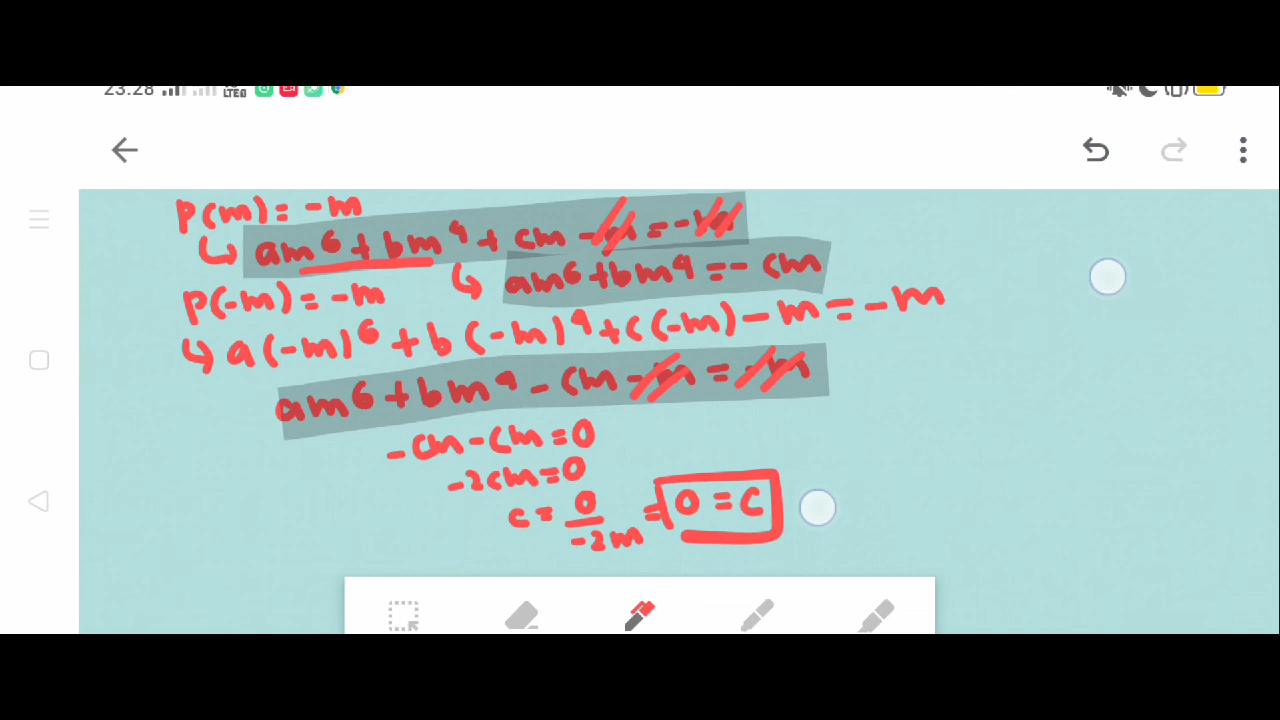 23.28
LTE
P(m) = -m
↳ am⁶ + bm⁴ + cm - m = -m
↳ am⁶ + bm⁴ = - cm
P(-m) = -m
↳ a(-m)⁶ + b(-m)⁴ + c(-m) - m = -m
am⁶ + bm⁴ - cm - m = -m
-cm - cm = 0
-2cm = 0
c = 0/-2m = 0 = c